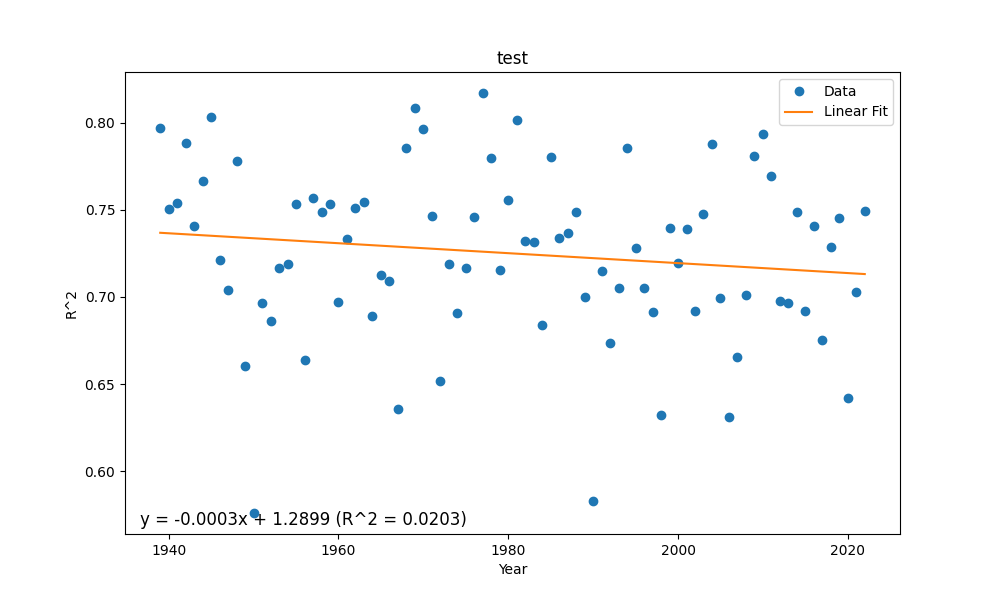 test
Data
Linear Fit
0.80
0.75
0.70
0.65
0.60
R^2
y = -0.0003x + 1.2899 (R^2 = 0.0203)
1940 1960 1980 2000 2020
Year